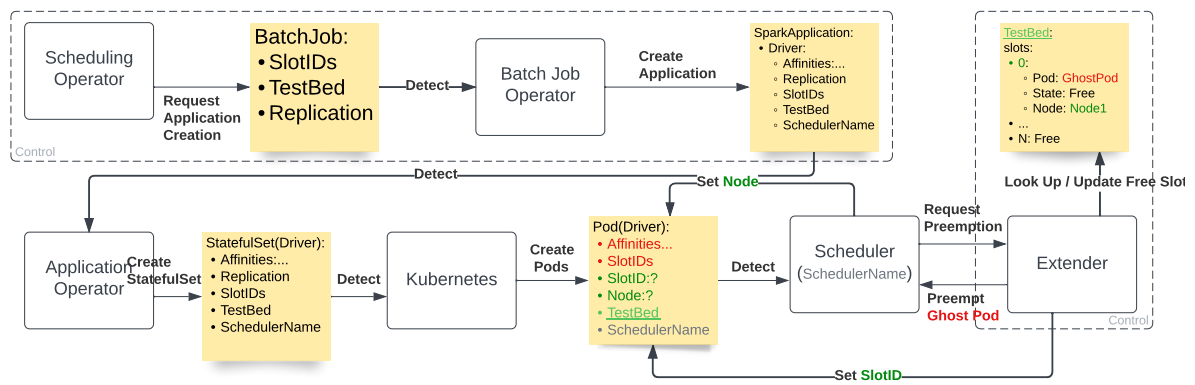 Scheduling
Operator
Request
Application
Creation
BatchJob:
• SlotIDs
• TestBed
• Replication
Detect
Batch Job
Operator
Create
Application
SparkApplication:
• Driver:
◦ Affinities:...
◦ Replication
◦ SlotIDs
◦ TestBed
◦ SchedulerName
Control
TestBed:
slots:
• 0:
◦ Pod: GhostPod
◦ State: Free
◦ Node: Node1
• ...
• N: Free
Detect
Set Node
Look Up / Update Free Slot
Application
Operator
Create
StatefulSet
StatefulSet(Driver):
• Affinities:...
• Replication
• SlotIDs
• TestBed
• SchedulerName
Detect
Kubernetes
Create
Pods
Pod(Driver):
• Affinities...
• SlotIDs
• SlotID:?
• Node:?
• TestBed
• SchedulerName
Detect
Scheduler
(SchedulerName)
Request
Preemption
Preempt
Ghost Pod
Extender
Control
Set SlotID